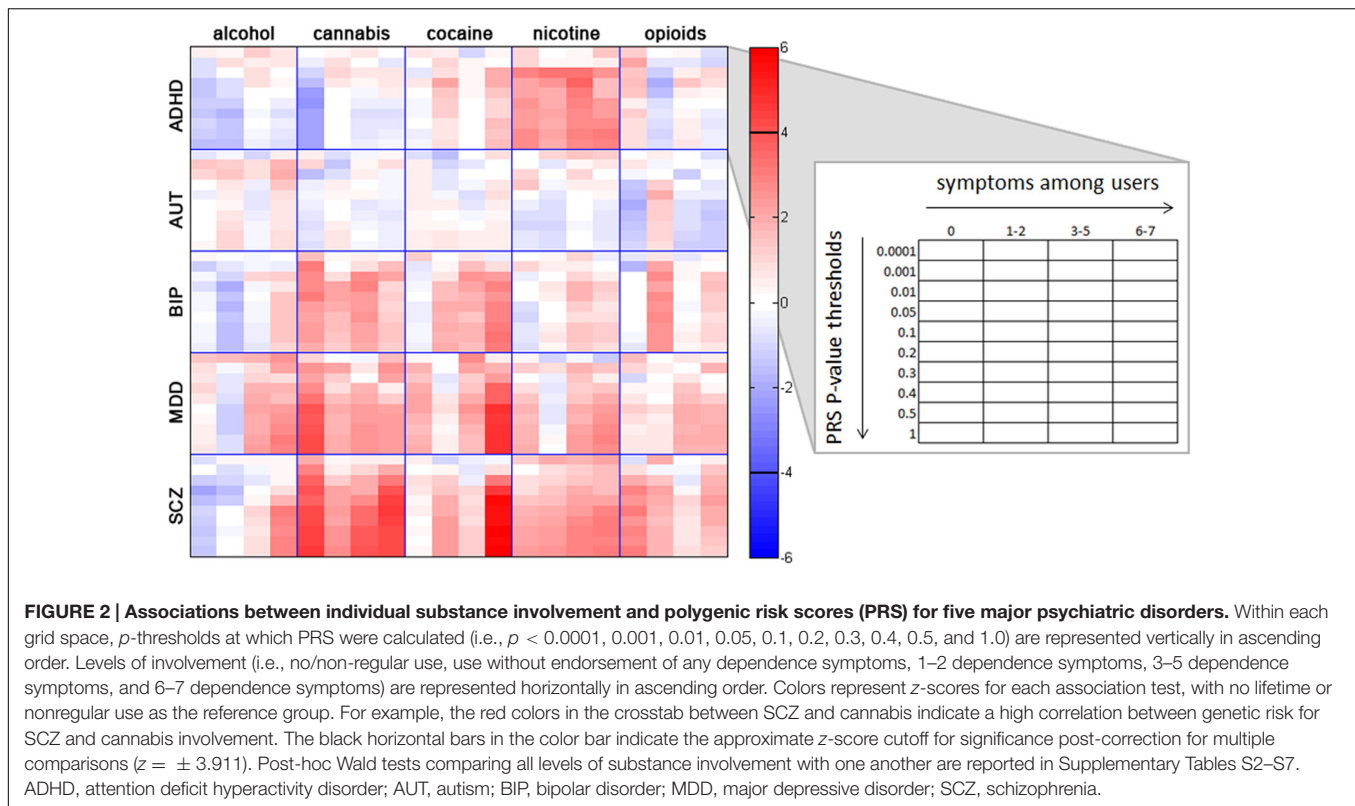 alcohol cannabis cocaine nicotine opioids
ADHD
AUT
BIP
MDD
SCZ
6
4
2
0
-2
-4
-6
symptoms among users
0 1-2 3-5 6-7
PRS P-value thresholds
0.0001
0.001
0.01
0.05
0.1
0.2
0.3
0.4
0.5
1
FIGURE 2 | Associations between individual substance involvement and polygenic risk scores (PRS) for five major psychiatric disorders. Within each
grid space, p-thresholds at which PRS were calculated (i.e., p < 0.0001, 0.001, 0.01, 0.05, 0.1, 0.2, 0.3, 0.4, 0.5, and 1.0) are represented vertically in ascending
order. Levels of involvement (i.e., no/non-regular use, use without endorsement of any dependence symptoms, 1–2 dependence symptoms, 3–5 dependence
symptoms, and 6–7 dependence symptoms) are represented horizontally in ascending order. Colors represent z-scores for each association test, with no lifetime or
nonregular use as the reference group. For example, the red colors in the crosstab between SCZ and cannabis indicate a high correlation between genetic risk for
SCZ and cannabis involvement. The black horizontal bars in the color bar indicate the approximate z-score cutoff for significance post-correction for multiple
comparisons (z = ± 3.911). Post-hoc Wald tests comparing all levels of substance involvement with one another are reported in Supplementary Tables S2–S7.
ADHD, attention deficit hyperactivity disorder; AUT, autism; BIP, bipolar disorder; MDD, major depressive disorder; SCZ, schizophrenia.